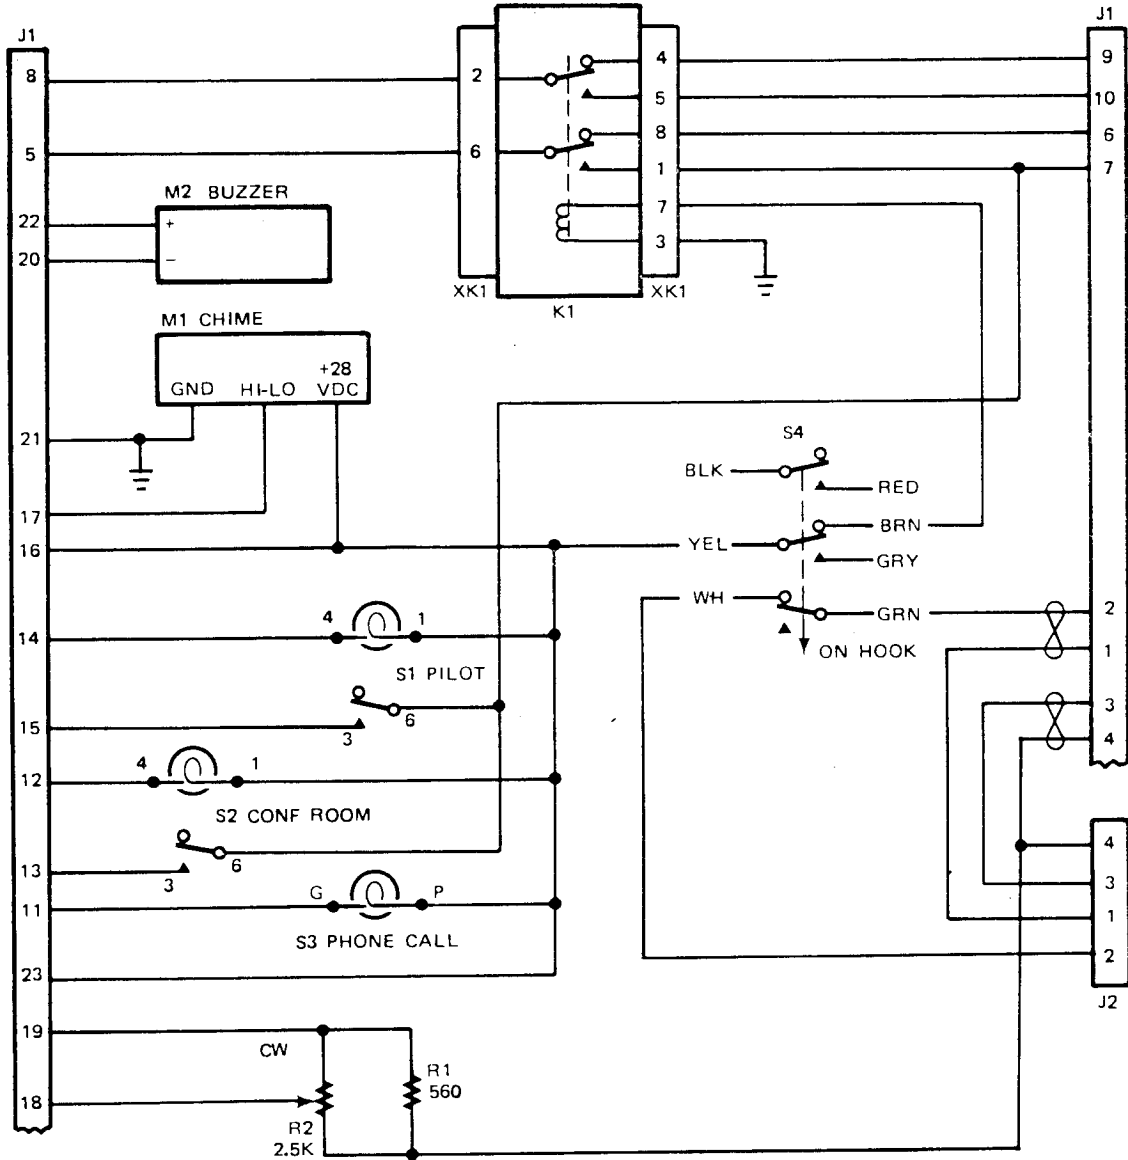 J1
J1
8
2
4
9
5
10
8
6
5
6
1
7
M2 BUZZER
7
22
+
20
−
3
XK1
K1
XK1
M1 CHIME
+28
GND
HI-LO
VDC
21
S4
BLK
RED
17
BRN
16
YEL
GRY
WH
GRN
2
14
4
1
ON HOOK
1
S1 PILOT
3
15
3
6
4
12
4
1
S2 CONF ROOM
4
13
3
6
3
11
G
P
1
S3 PHONE CALL
2
23
J2
19
CW
R1
560
18
R2
2.5K